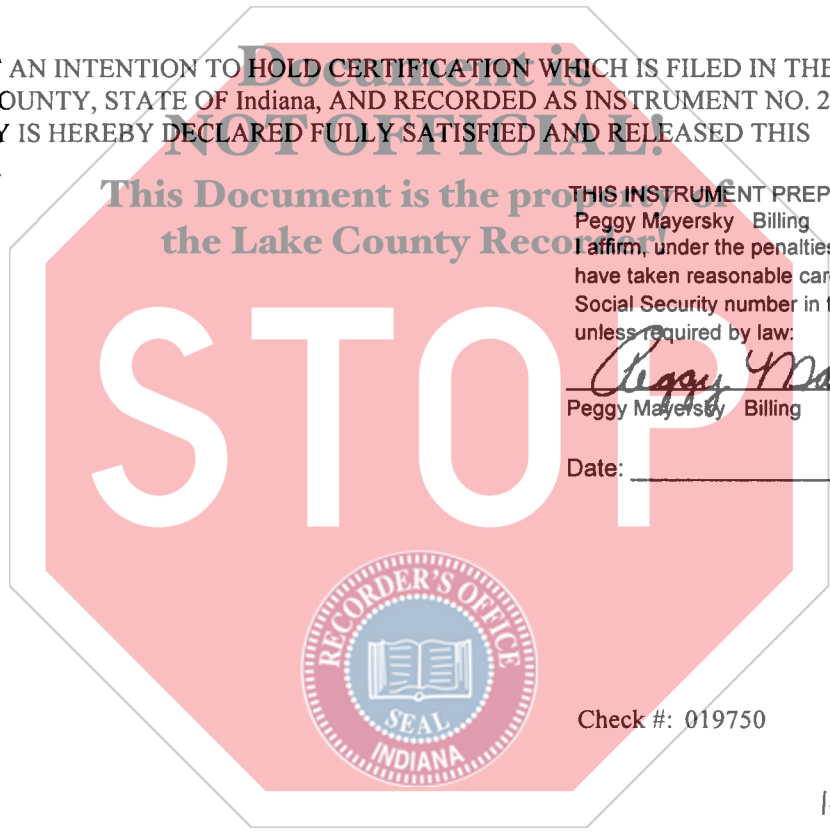 AN INTENTION TO HOLD CERTIFICATION WHICH IS FILED IN THE
OUNTY, STATE OF Indiana, AND RECORDED AS INSTRUMENT NO. 2
Y IS HEREBY DECLARED FULLY SATISFIED AND RELEASED THIS
Document is
NOT OFFICIAL!
This Document is the property of
the Lake County Recorder!
THIS INSTRUMENT PREP
Peggy Mayersky Billing
I affirm, under the penalties
have taken reasonable car
Social Security number in t
unless required by law:
Peggy Ma
Peggy Mayersky Billing
Date:
STOP
RECORDER'S OFFICE
SEAL
INDIANA
Check #: 019750